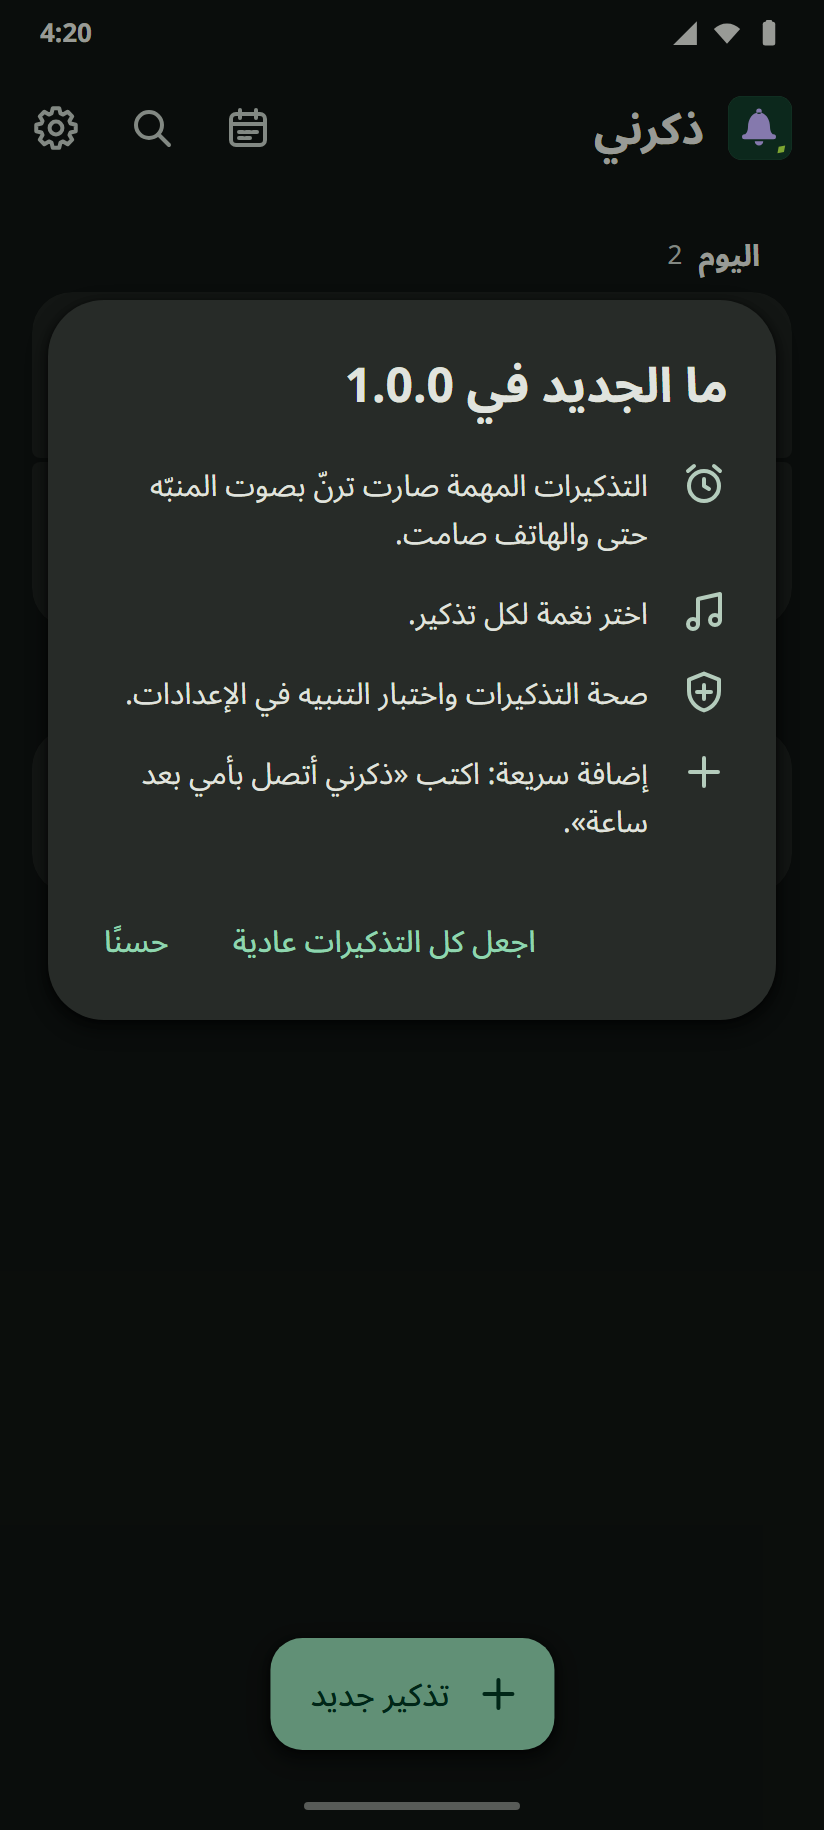 4:20
ذكرني
اليوم 2
ما الجديد في 1.0.0
التذكيرات المهمة صارت ترنّ بصوت المنبّه
حتى والهاتف صامت.
اختر نغمة لكل تذكير.
صحة التذكيرات واختبار التنبيه في الإعدادات.
إضافة سريعة: اكتب «ذكرني أتصل بأمي بعد
ساعة».
اجعل كل التذكيرات عادية
حسنًا
تذكير جديد